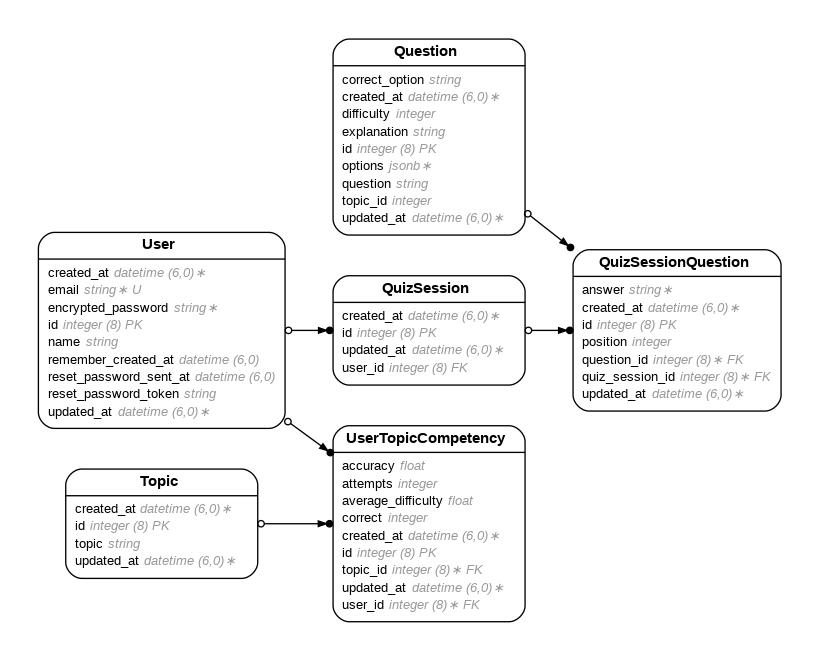 Question
correct_option string
created_at datetime (6,0)∗
difficulty integer
explanation string
id integer (8) PK
options jsonb∗
question string
topic_id integer
updated_at datetime (6,0)∗
User
created_at datetime (6,0)∗
email string∗ U
encrypted_password string∗
id integer (8) PK
name string
remember_created_at datetime (6,0)
reset_password_sent_at datetime (6,0)
reset_password_token string
updated_at datetime (6,0)∗
QuizSession
created_at datetime (6,0)∗
id integer (8) PK
updated_at datetime (6,0)∗
user_id integer (8) FK
QuizSessionQuestion
answer string∗
created_at datetime (6,0)∗
id integer (8) PK
position integer
question_id integer (8)∗ FK
quiz_session_id integer (8)∗ FK
updated_at datetime (6,0)∗
Topic
created_at datetime (6,0)∗
id integer (8) PK
topic string
updated_at datetime (6,0)∗
UserTopicCompetency
accuracy float
attempts integer
average_difficulty float
correct integer
created_at datetime (6,0)∗
id integer (8) PK
topic_id integer (8)∗ FK
updated_at datetime (6,0)∗
user_id integer (8)∗ FK